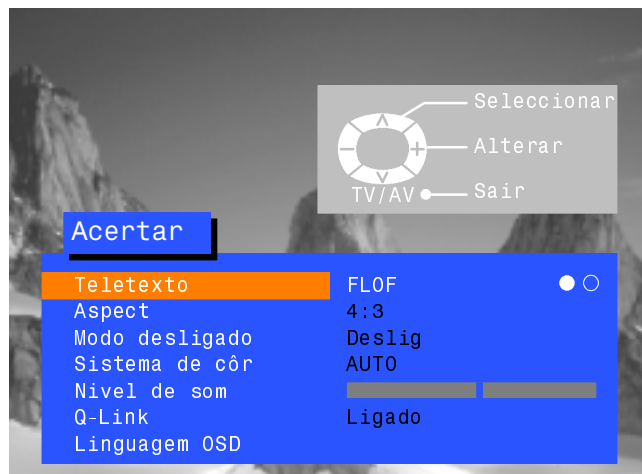 Seleccionar
Alterar
TV/AV Sair
Acertar
Teletexto FLOF
Aspect 4:3
Modo desligado Deslig
Sistema de côr AUTO
Nivel de som
Q-Link Ligado
Linguagem OSD